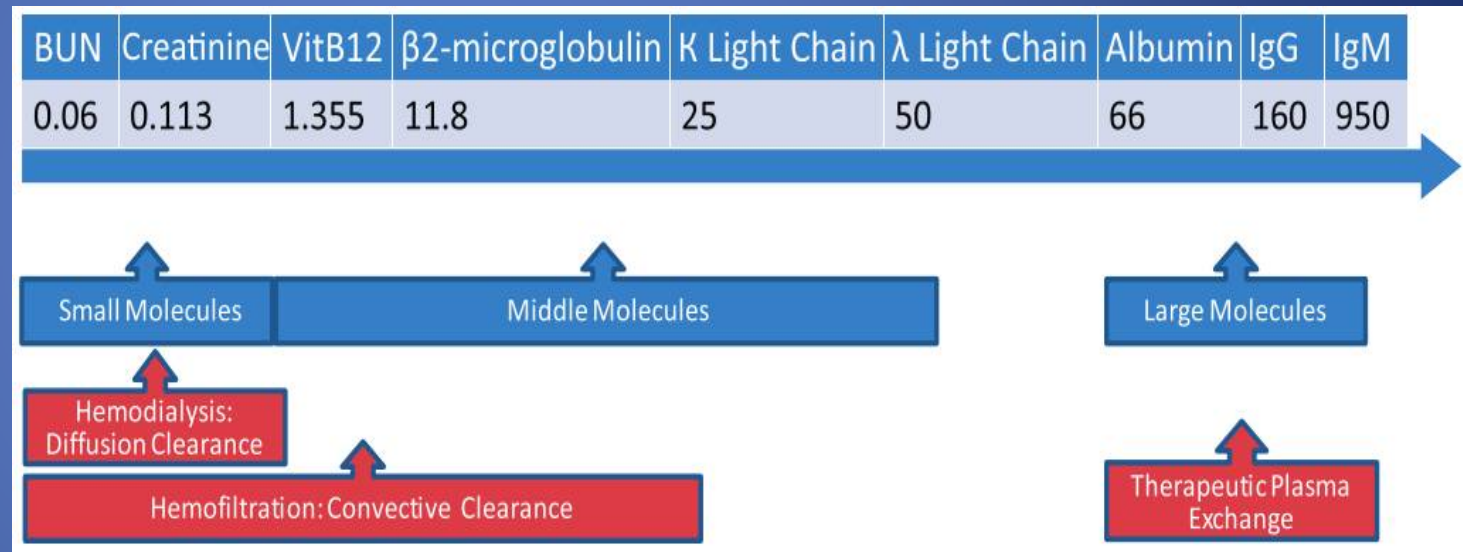 BUN Creatinine VitB12 β2-microglobulin K Light Chain λ Light Chain Albumin IgG IgM
0.06 0.113 1.355 11.8 25 50 66 160 950
Small Molecules Middle Molecules Large Molecules
Hemodialysis:
Diffusion Clearance
Hemofiltration: Convective Clearance
Therapeutic Plasma
Exchange